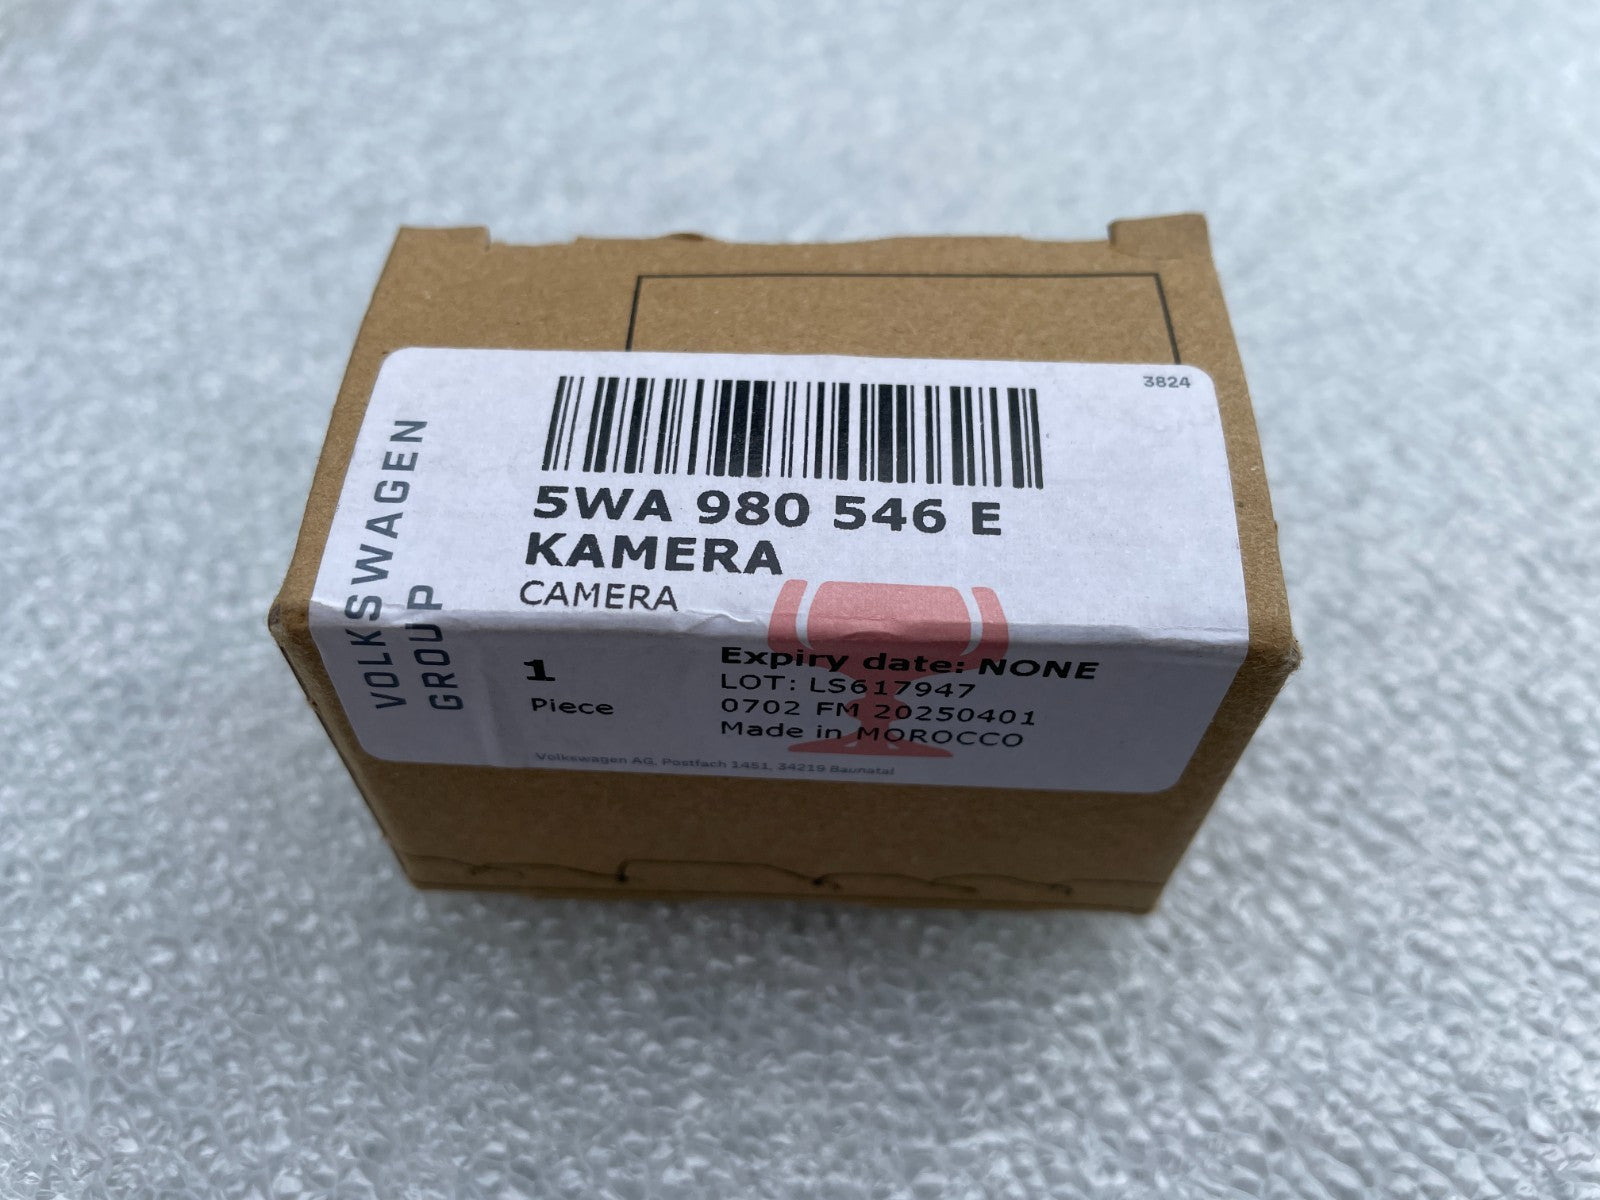 3824
VOLKSWAGEN
GROUP
5WA 980 546 E
KAMERA
CAMERA
1
Piece
Expiry date: NONE
LOT: LS617947
0702 FM 20250401
Made in MOROCCO
Volkswagen AG, Postfach 1451, 34219 Baunatal